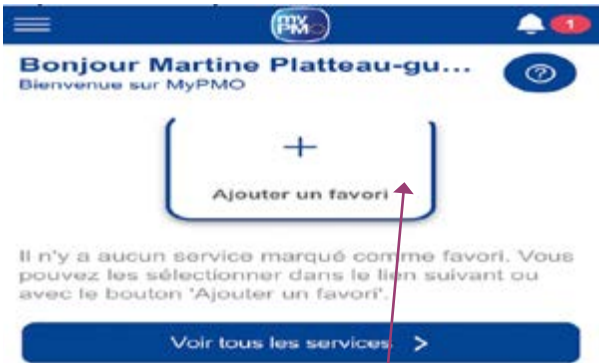 my
PMO
1
Bonjour Martine Platteau-gu...
Bienvenue sur MyPMO
?
+
Ajouter un favori
Il n'y a aucun service marqué comme favori. Vous
pouvez les sélectionner dans le lien suivant ou
avec le bouton 'Ajouter un favori'.
Voir tous les services >